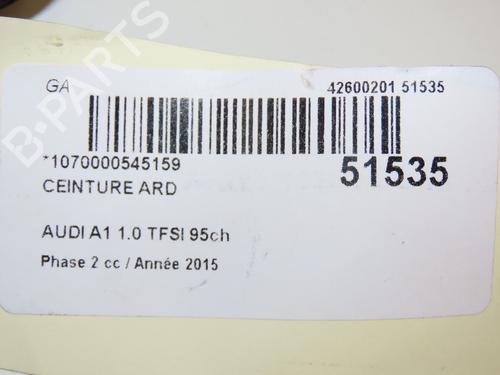 GA
42600201 51535
*1070000545159
51535
CEINTURE ARD
AUDI A1 1.0 TFSI 95ch
Phase 2 cc / Année 2015
B-PARTS